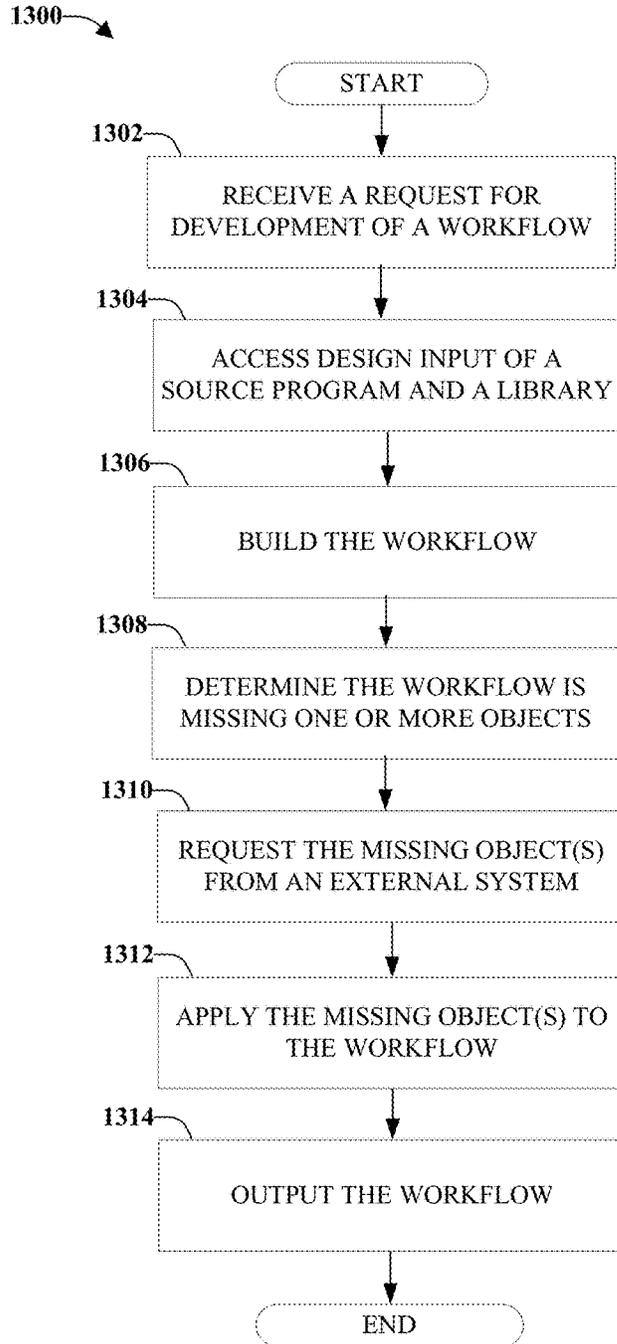 1300
START
1302
RECEIVE A REQUEST FOR
DEVELOPMENT OF A WORKFLOW
1304
ACCESS DESIGN INPUT OF A
SOURCE PROGRAM AND A LIBRARY
1306
BUILD THE WORKFLOW
1308
DETERMINE THE WORKFLOW IS
MISSING ONE OR MORE OBJECTS
1310
REQUEST THE MISSING OBJECT(S)
FROM AN EXTERNAL SYSTEM
1312
APPLY THE MISSING OBJECT(S) TO
THE WORKFLOW
1314
OUTPUT THE WORKFLOW
END